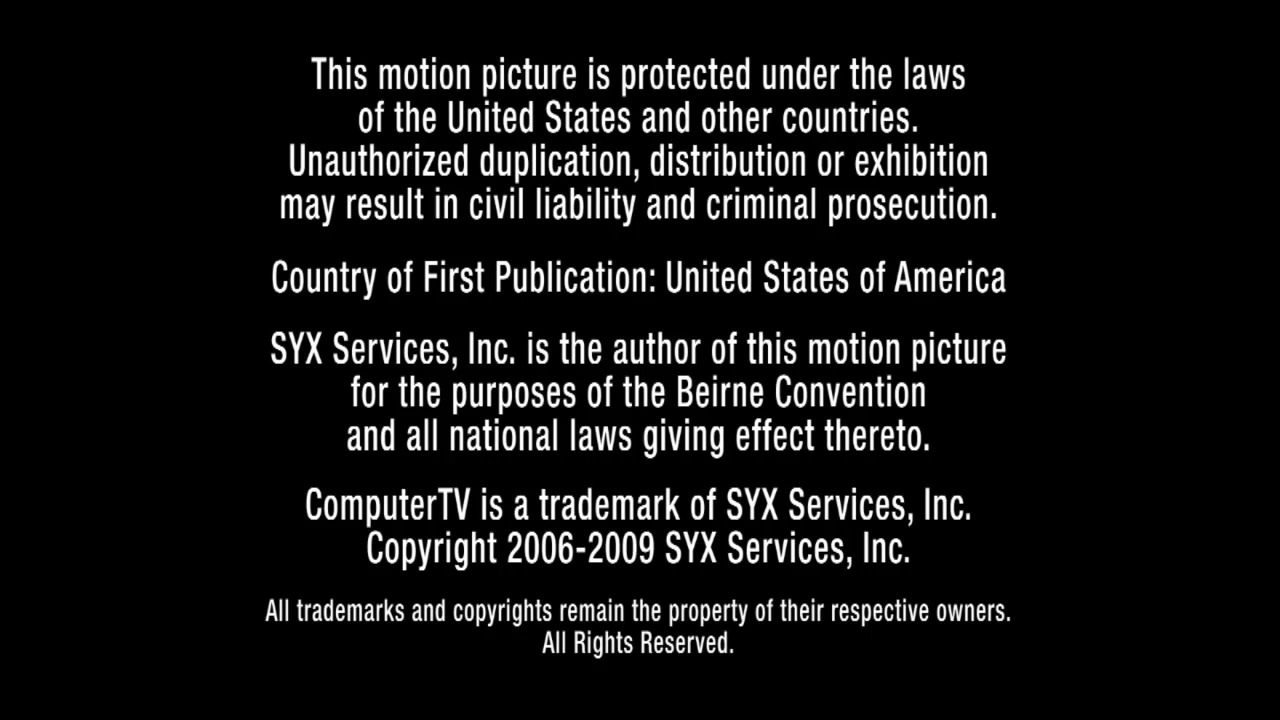 This motion picture is protected under the laws
of the United States and other countries.
Unauthorized duplication, distribution or exhibition
may result in civil liability and criminal prosecution.
Country of First Publication: United States of America
SYX Services, Inc. is the author of this motion picture
for the purposes of the Beirne Convention
and all national laws giving effect thereto.
ComputerTV is a trademark of SYX Services, Inc.
Copyright 2006-2009 SYX Services, Inc.
All trademarks and copyrights remain the property of their respective owners.
All Rights Reserved.